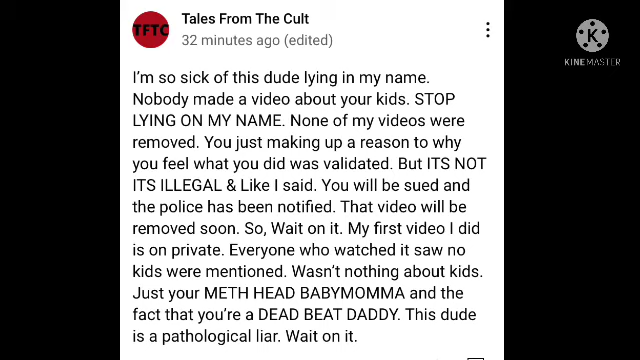 TFTC
Tales From The Cult
32 minutes ago (edited)
K
KINEMASTER
I'm so sick of this dude lying in my name.
Nobody made a video about your kids. STOP
LYING ON MY NAME. None of my videos were
removed. You just making up a reason to why
you feel what you did was validated. But ITS NOT
ITS ILLEGAL & Like I said. You will be sued and
the police has been notified. That video will be
removed soon. So, Wait on it. My first video I did
is on private. Everyone who watched it saw no
kids were mentioned. Wasn't nothing about kids.
Just your METH HEAD BABYMOMMA and the
fact that you're a DEAD BEAT DADDY. This dude
is a pathological liar. Wait on it.